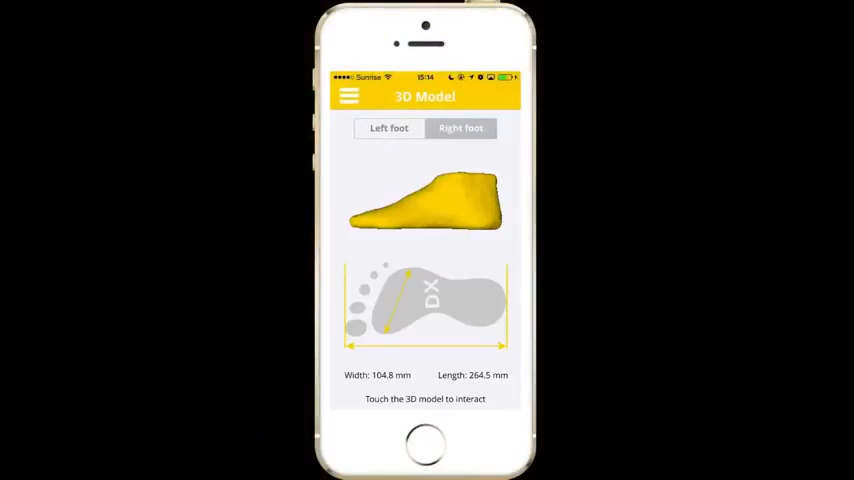 Sunrise 15:14
3D Model
Left foot Right foot
DX
Width: 104.8 mm Length: 264.5 mm
Touch the 3D model to interact